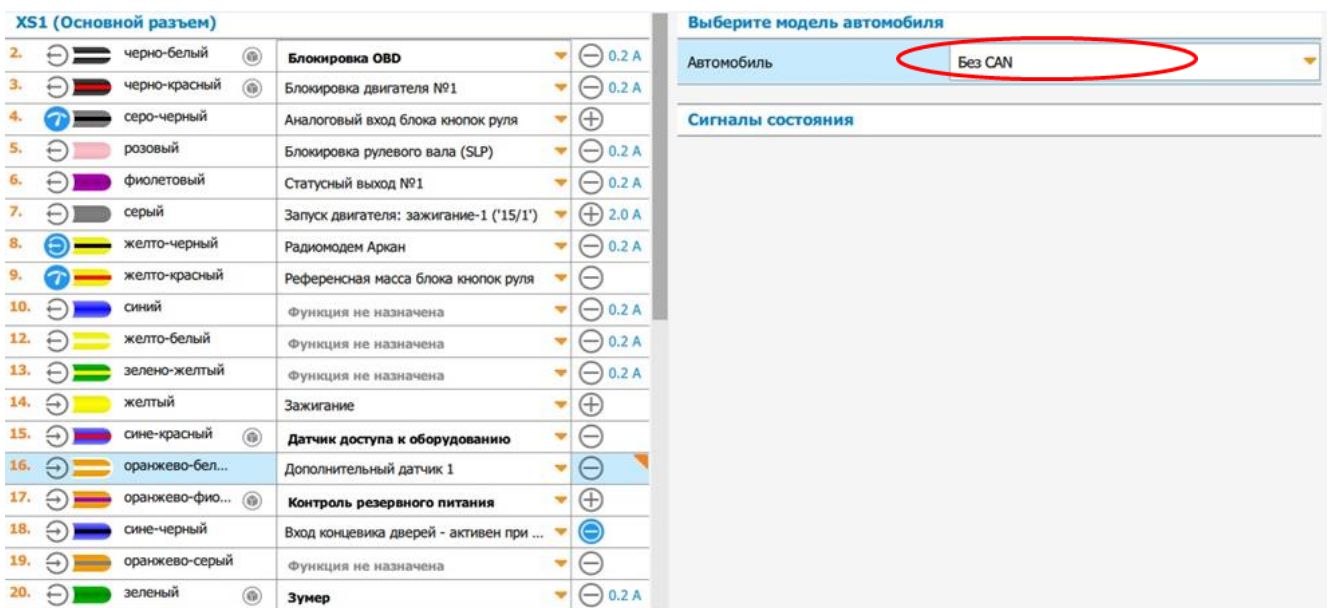 XS1 (Основной разъем)
2. черно-белый Блокировка OBD 0.2 A
3. черно-красный Блокировка двигателя №1 0.2 A
4. серо-черный Аналоговый вход блока кнопок руля
5. розовый Блокировка рулевого вала (SLP) 0.2 A
6. фиолетовый Статусный выход №1 0.2 A
7. серый Запуск двигателя: зажигание-1 ('15/1') 2.0 A
8. желто-черный Радиомодем Аркан 0.2 A
9. желто-красный Референсная масса блока кнопок руля
10. синий Функция не назначена 0.2 A
12. желто-белый Функция не назначена 0.2 A
13. зелено-желтый Функция не назначена 0.2 A
14. желтый Зажигание
15. сине-красный Датчик доступа к оборудованию
16. оранжево-бел... Дополнительный датчик 1
17. оранжево-фио... Контроль резервного питания
18. сине-черный Вход концевика дверей - активен при ...
19. оранжево-серый Функция не назначена
20. зеленый Зумер 0.2 A
Выберите модель автомобиля
Автомобиль Без CAN
Сигналы состояния